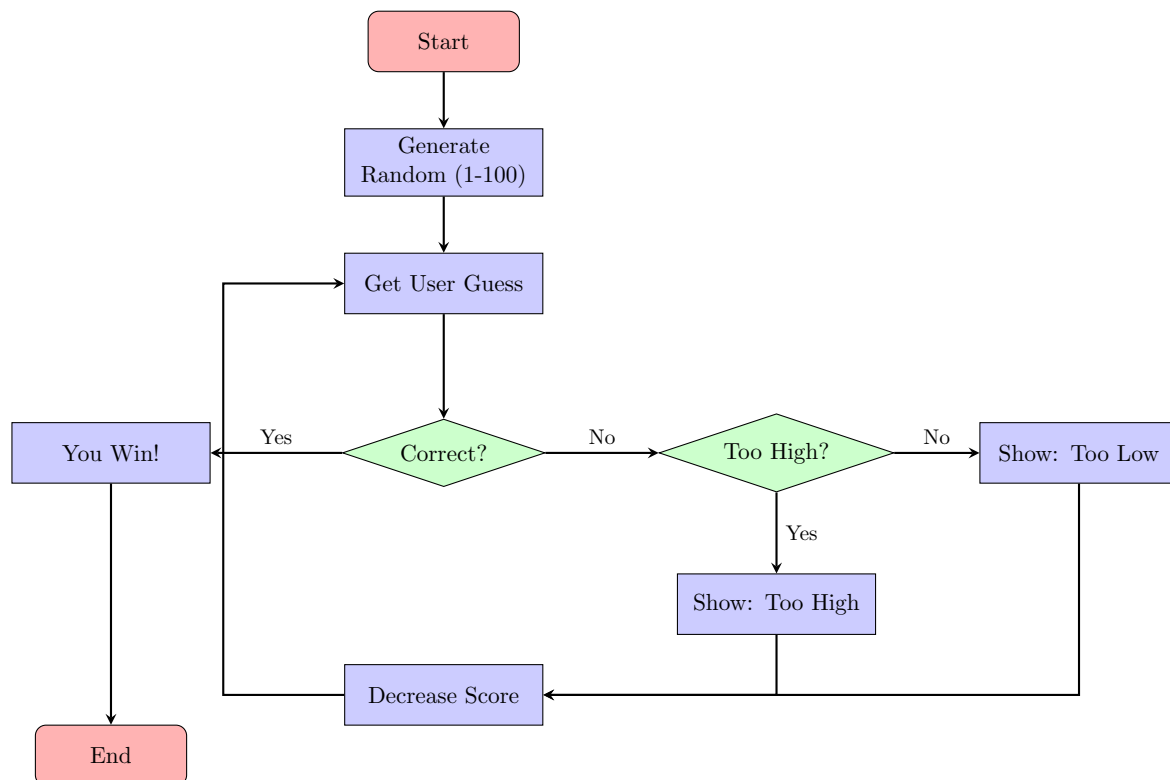 Start
Generate
Random (1-100)
Get User Guess
You Win!
Yes
Correct?
No
Too High?
No
Show: Too Low
Yes
Show: Too High
Decrease Score
End